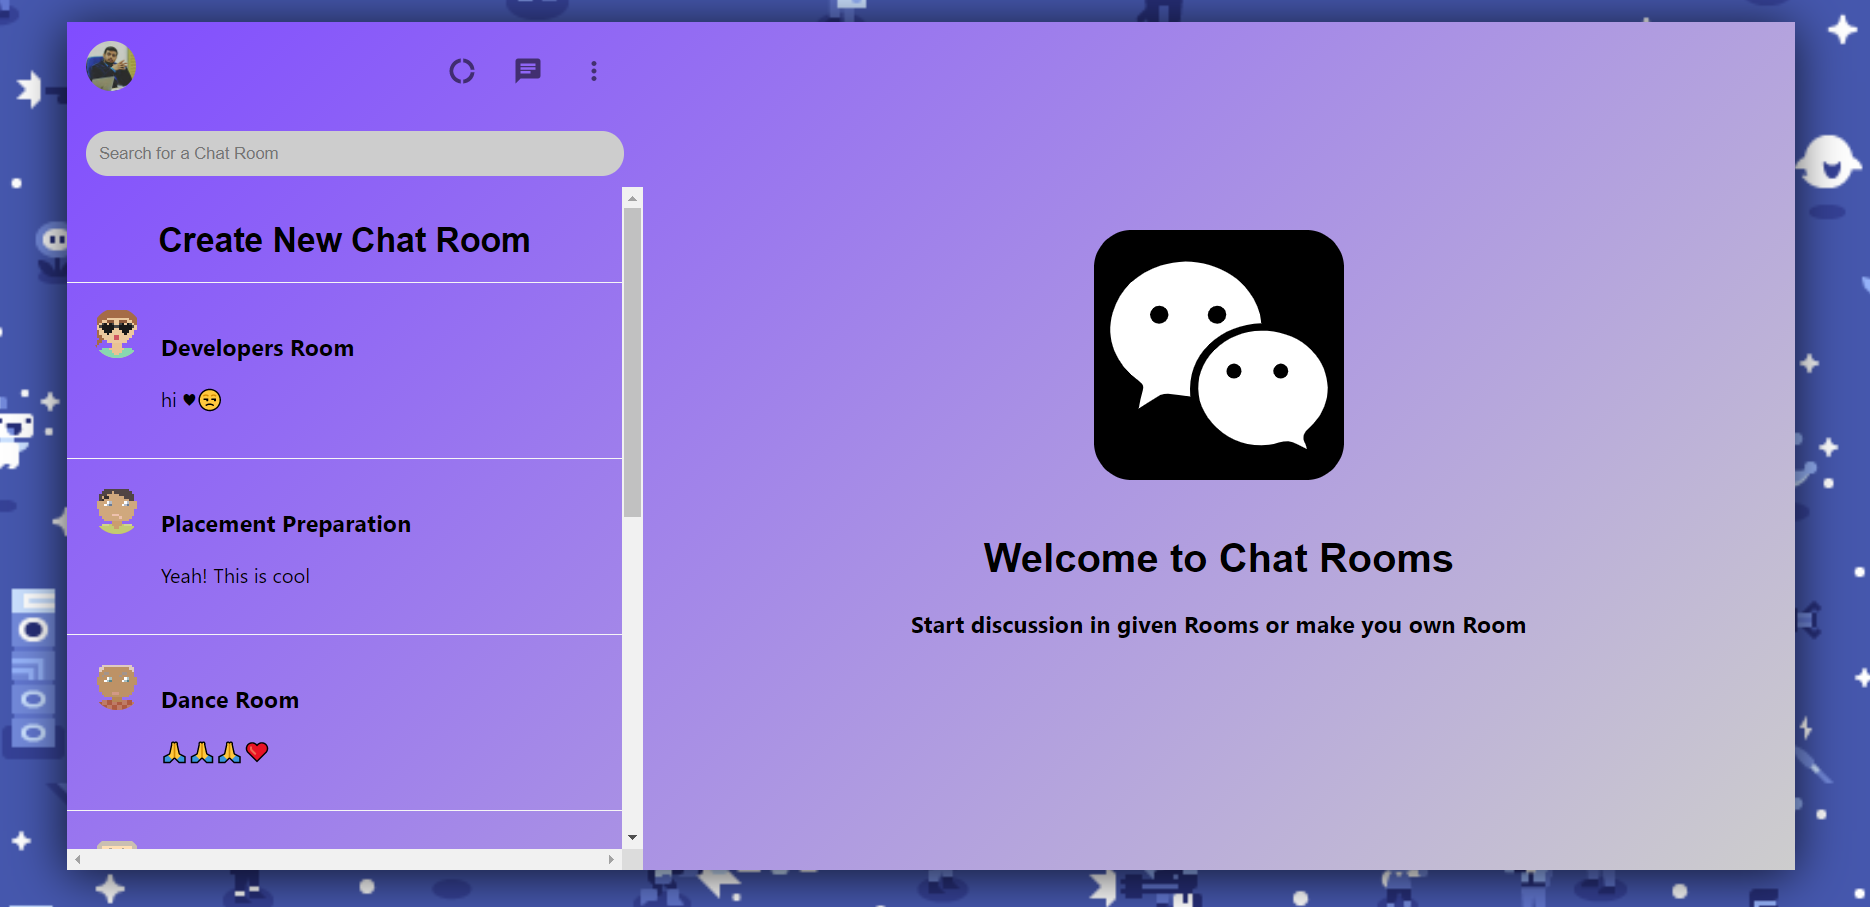 Search for a Chat Room
Create New Chat Room
Developers Room
hi ♥😒
Placement Preparation
Yeah! This is cool
Dance Room
🙏🙏🙏❤️
Welcome to Chat Rooms
Start discussion in given Rooms or make you own Room